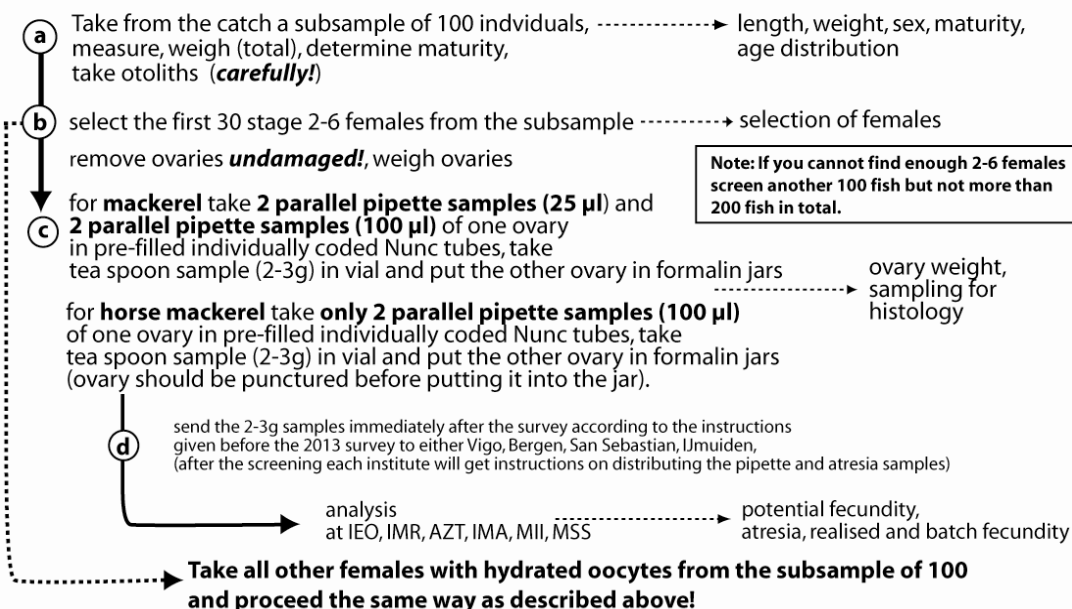 a
Take from the catch a subsample of 100 indviduals,
measure, weigh (total), determine maturity,
take otoliths (carefully!)
length, weight, sex, maturity,
age distribution
b
select the first 30 stage 2-6 females from the subsample
selection of females
remove ovaries undamaged!, weigh ovaries
Note: If you cannot find enough 2-6 females
screen another 100 fish but not more than
200 fish in total.
c
for mackerel take 2 parallel pipette samples (25 µl) and
2 parallel pipette samples (100 µl) of one ovary
in pre-filled individually coded Nunc tubes, take
tea spoon sample (2-3g) in vial and put the other ovary in formalin jars
ovary weight,
sampling for
histology
for horse mackerel take only 2 parallel pipette samples (100 µl)
of one ovary in pre-filled individually coded Nunc tubes, take
tea spoon sample (2-3g) in vial and put the other ovary in formalin jars
(ovary should be punctured before putting it into the jar).
d
send the 2-3g samples immediately after the survey according to the instructions
given before the 2013 survey to either Vigo, Bergen, San Sebastian, IJmuiden,
(after the screening each institute will get instructions on distributing the pipette and atresia samples)
analysis
at IEO, IMR, AZT, IMA, MII, MSS
potential fecundity,
atresia, realised and batch fecundity
Take all other females with hydrated oocytes from the subsample of 100
and proceed the same way as described above!